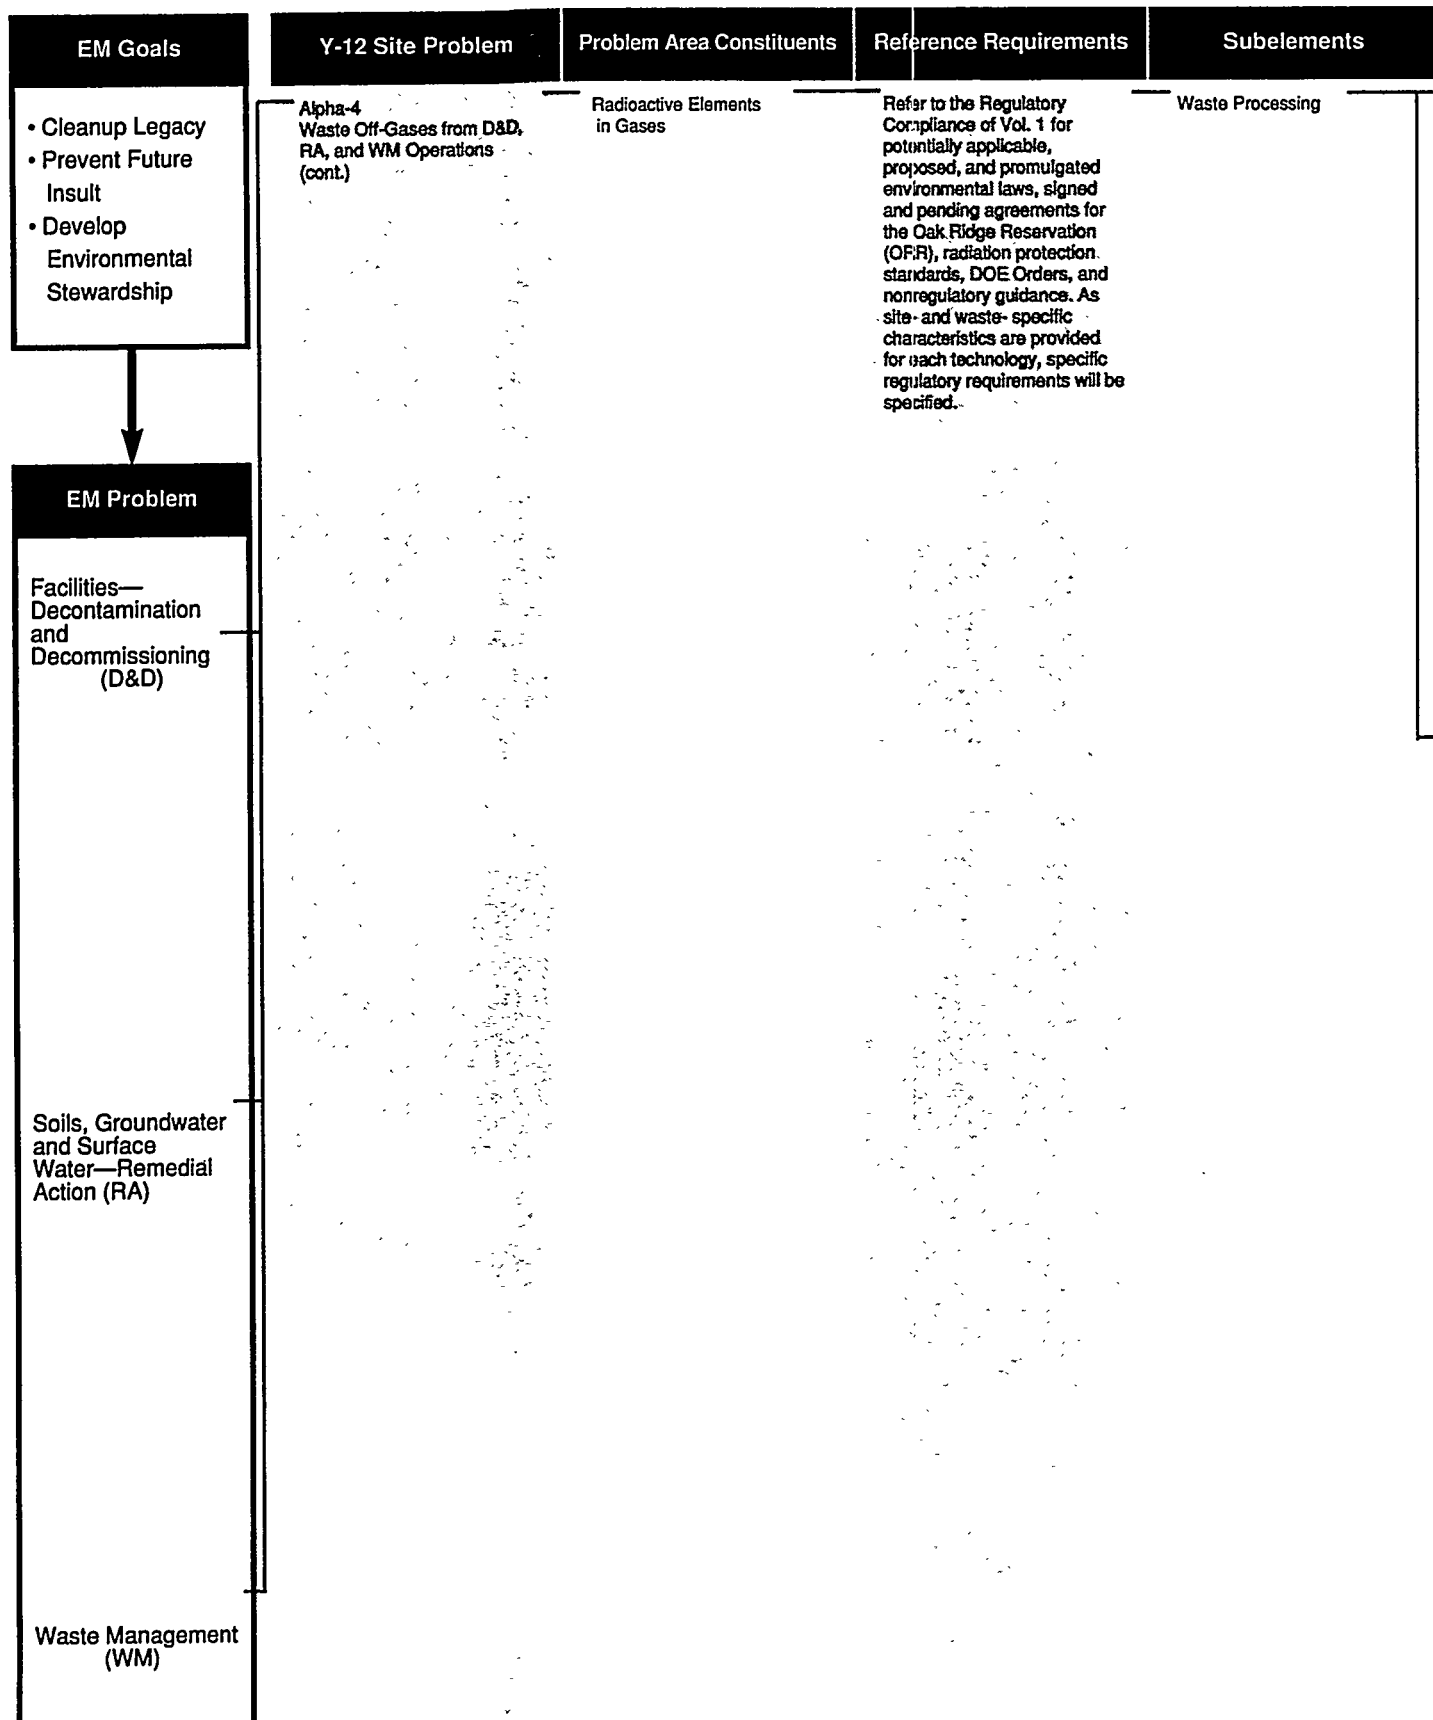 EM Goals
• Cleanup Legacy
• Prevent Future
Insult
• Develop
Environmental
Stewardship
EM Problem
Facilities—
Decontamination
and
Decommissioning
(D&D)
Soils, Groundwater
and Surface
Water—Remedial
Action (RA)
Waste Management
(WM)
Y-12 Site Problem
Alpha-4
Waste Off-Gases from D&D,
RA, and WM Operations
(cont.)
Problem Area Constituents
Radioactive Elements
in Gases
Reference Requirements
Refer to the Regulatory
Compliance of Vol. 1 for
potentially applicable,
proposed, and promulgated
environmental laws, signed
and pending agreements for
the Oak Ridge Reservation
(ORR), radiation protection
standards, DOE Orders, and
nonregulatory guidance. As
site- and waste- specific
characteristics are provided
for each technology, specific
regulatory requirements will be
specified.
Subelements
Waste Processing